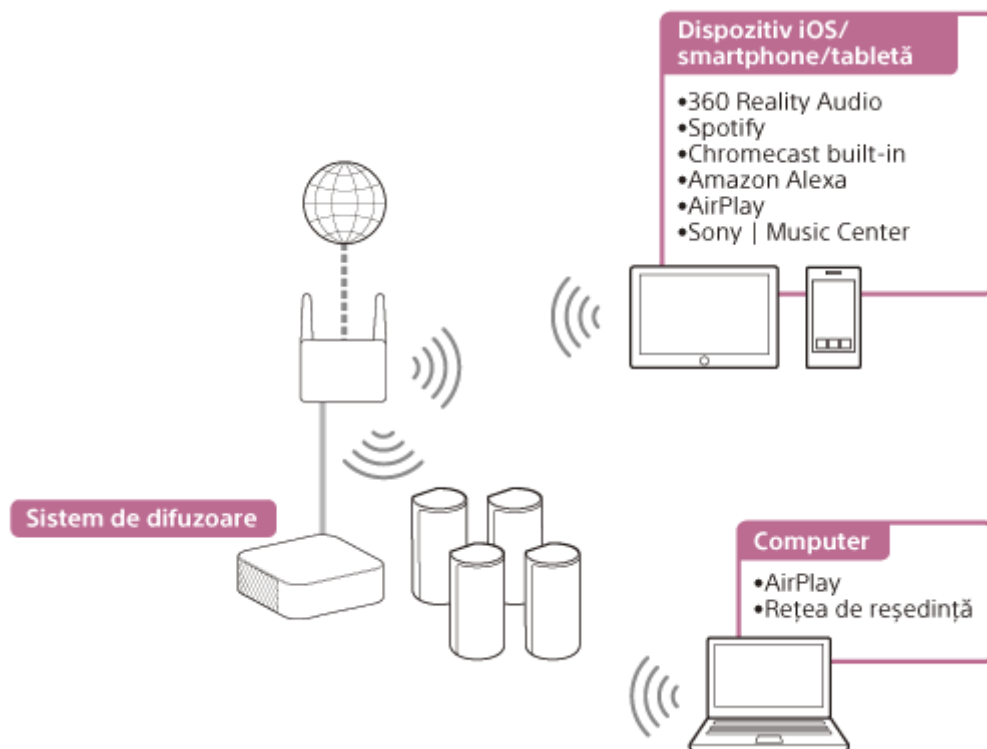 Dispozitiv iOS/
smartphone/tabletă
•360 Reality Audio
•Spotify
•Chromecast built-in
•Amazon Alexa
•AirPlay
•Sony | Music Center
Sistem de difuzoare
Computer
•AirPlay
•Rețea de reședință